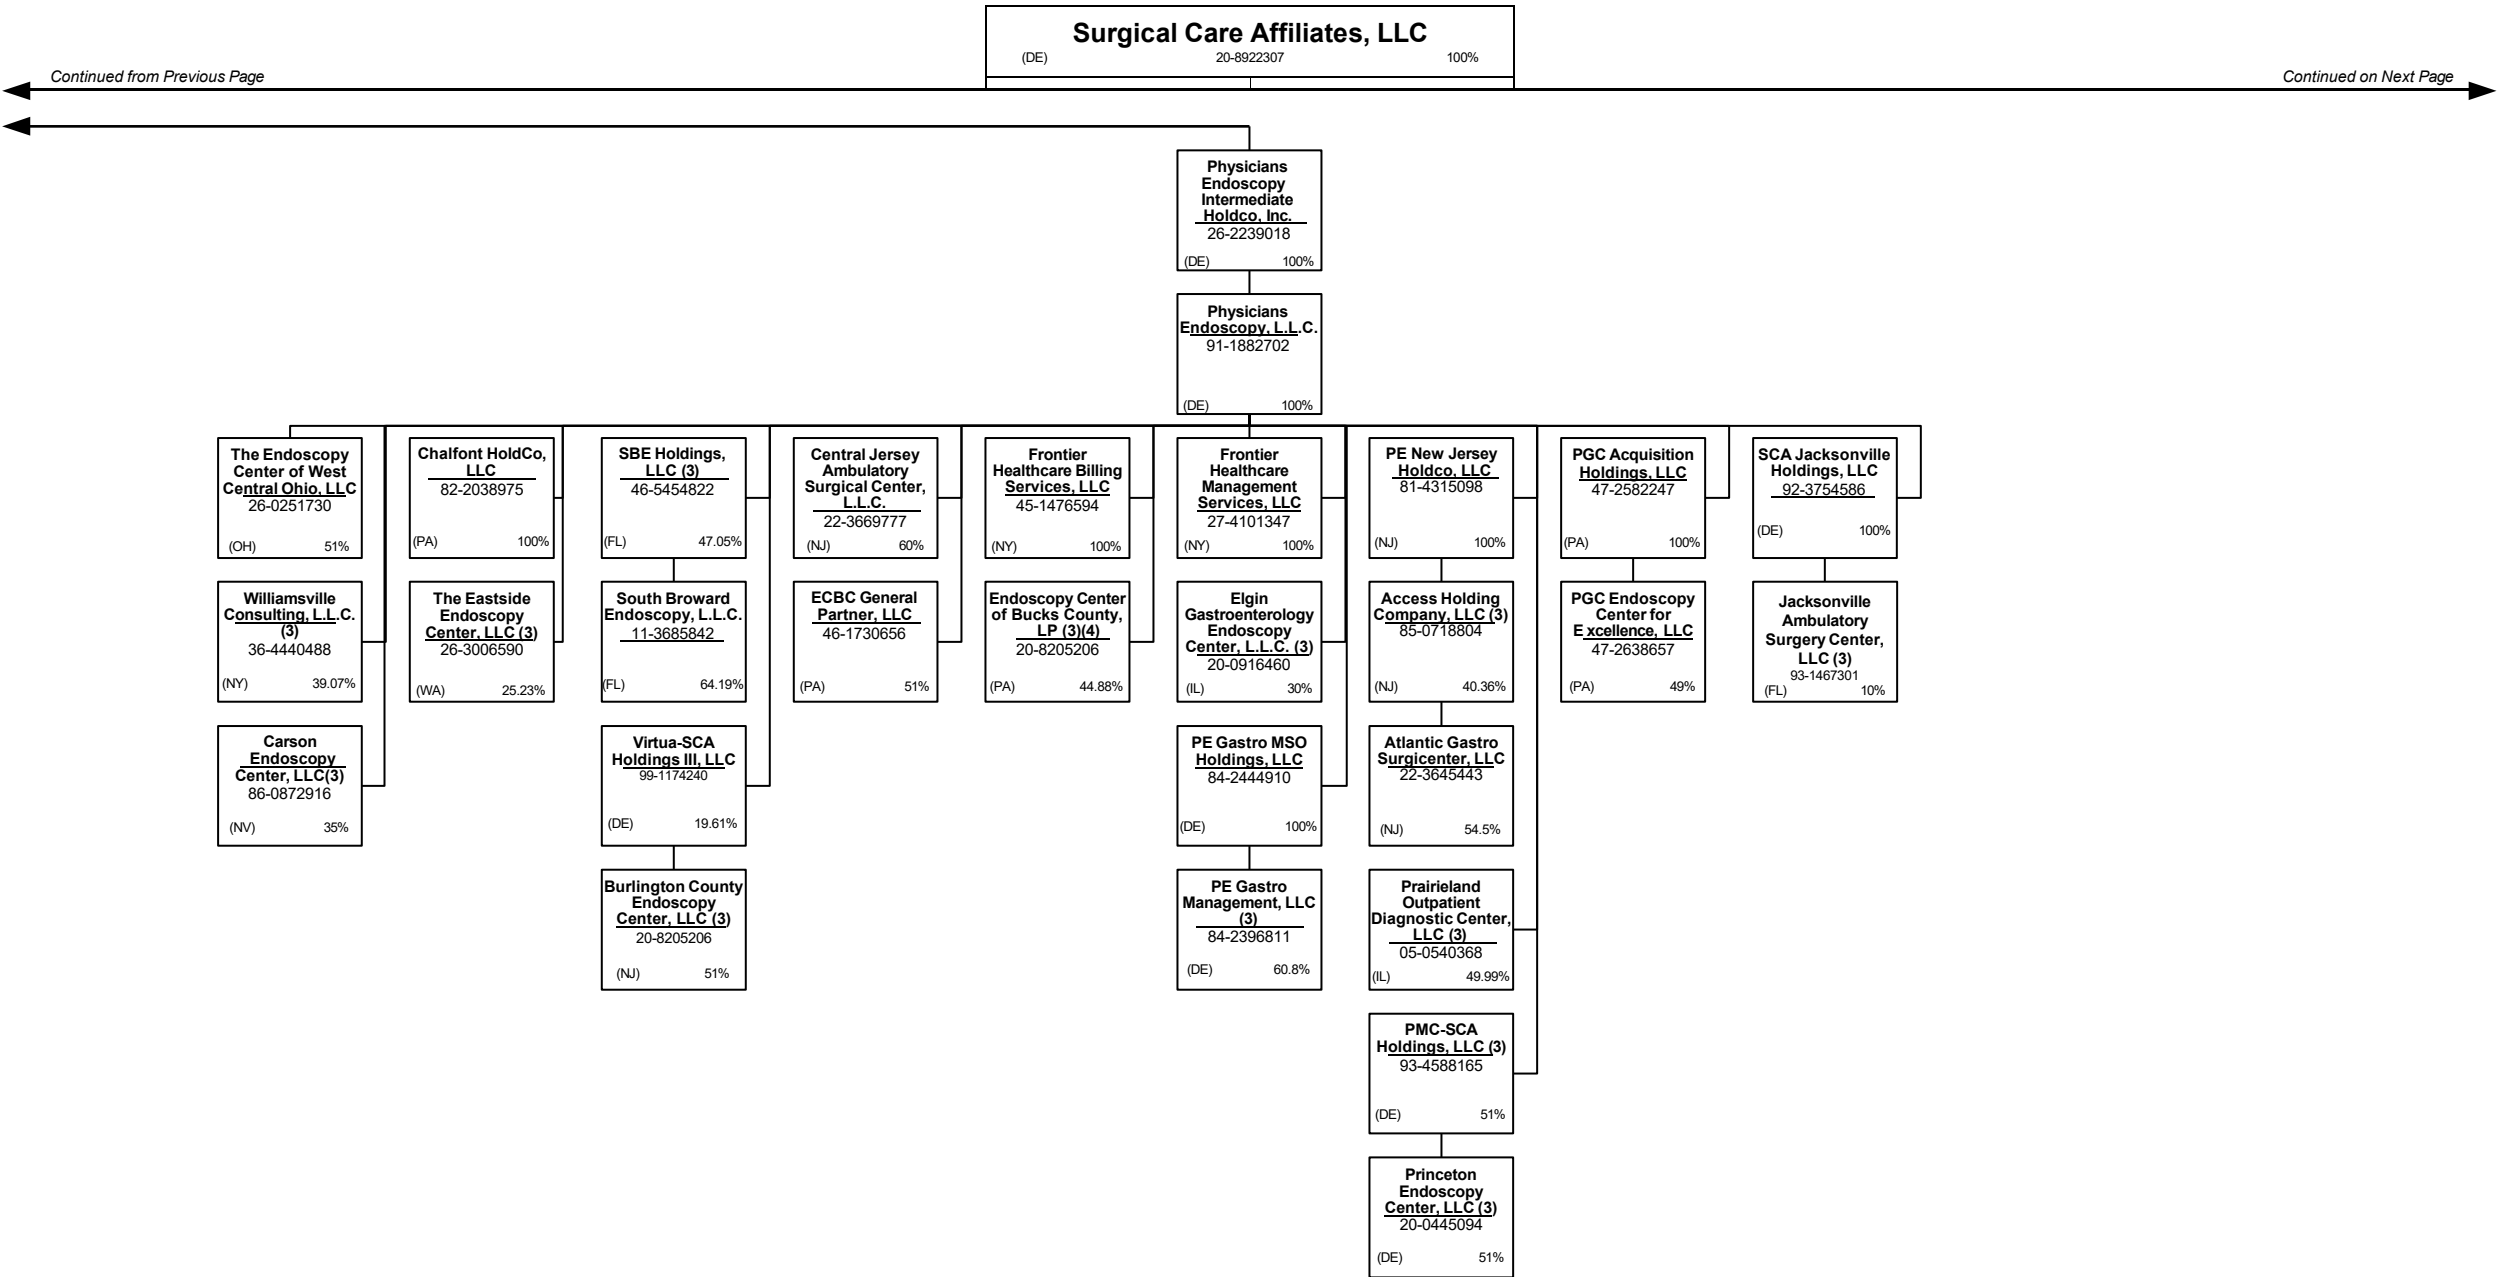 Surgical Care Affiliates, LLC
(DE) 20-8922307 100%
Continued from Previous Page
Continued on Next Page
Physicians
Endoscopy
Intermediate
Holdco, Inc.
26-2239018
(DE) 100%
Physicians
Endoscopy, L.L.C.
91-1882702
(DE) 100%
The Endoscopy
Center of West
Central Ohio, LLC
26-0251730
(OH) 51%
Williamsville
Consulting, L.L.C.
(3)
36-4440488
(NY) 39.07%
Carson
Endoscopy
Center, LLC(3)
86-0872916
(NV) 35%
Chalfont HoldCo,
LLC
82-2038975
(PA) 100%
The Eastside
Endoscopy
Center, LLC (3)
26-3006590
(WA) 25.23%
SBE Holdings,
LLC (3)
46-5454822
(FL) 47.05%
South Broward
Endoscopy, L.L.C.
11-3685842
(FL) 64.19%
Virtua-SCA
Holdings III, LLC
99-1174240
(DE) 19.61%
Burlington County
Endoscopy
Center, LLC (3)
20-8205206
(NJ) 51%
Central Jersey
Ambulatory
Surgical Center,
L.L.C.
22-3669777
(NJ) 60%
ECBC General
Partner, LLC
46-1730656
(PA) 51%
Frontier
Healthcare Billing
Services, LLC
45-1476594
(NY) 100%
Endoscopy Center
of Bucks County,
LP (3)(4)
20-8205206
(PA) 44.88%
Frontier
Healthcare
Management
Services, LLC
27-4101347
(NY) 100%
Elgin
Gastroenterology
Endoscopy
Center, L.L.C. (3)
20-0916460
(IL) 30%
PE Gastro MSO
Holdings, LLC
84-2444910
(DE) 100%
PE Gastro
Management, LLC
(3)
84-2396811
(DE) 60.8%
PE New Jersey
Holdco, LLC
81-4315098
(NJ) 100%
Access Holding
Company, LLC (3)
85-0718804
(NJ) 40.36%
Atlantic Gastro
Surgicenter, LLC
22-3645443
(NJ) 54.5%
Prairieland
Outpatient
Diagnostic Center,
LLC (3)
05-0540368
(IL) 49.99%
PMC-SCA
Holdings, LLC (3)
93-4588165
(DE) 51%
Princeton
Endoscopy
Center, LLC (3)
20-0445094
(DE) 51%
PGC Acquisition
Holdings, LLC
47-2582247
(PA) 100%
PGC Endoscopy
Center for
Excellence, LLC
47-2638657
(PA) 49%
SCA Jacksonville
Holdings, LLC
92-3754586
(DE) 100%
Jacksonville
Ambulatory
Surgery Center,
LLC (3)
93-1467301
(FL) 10%